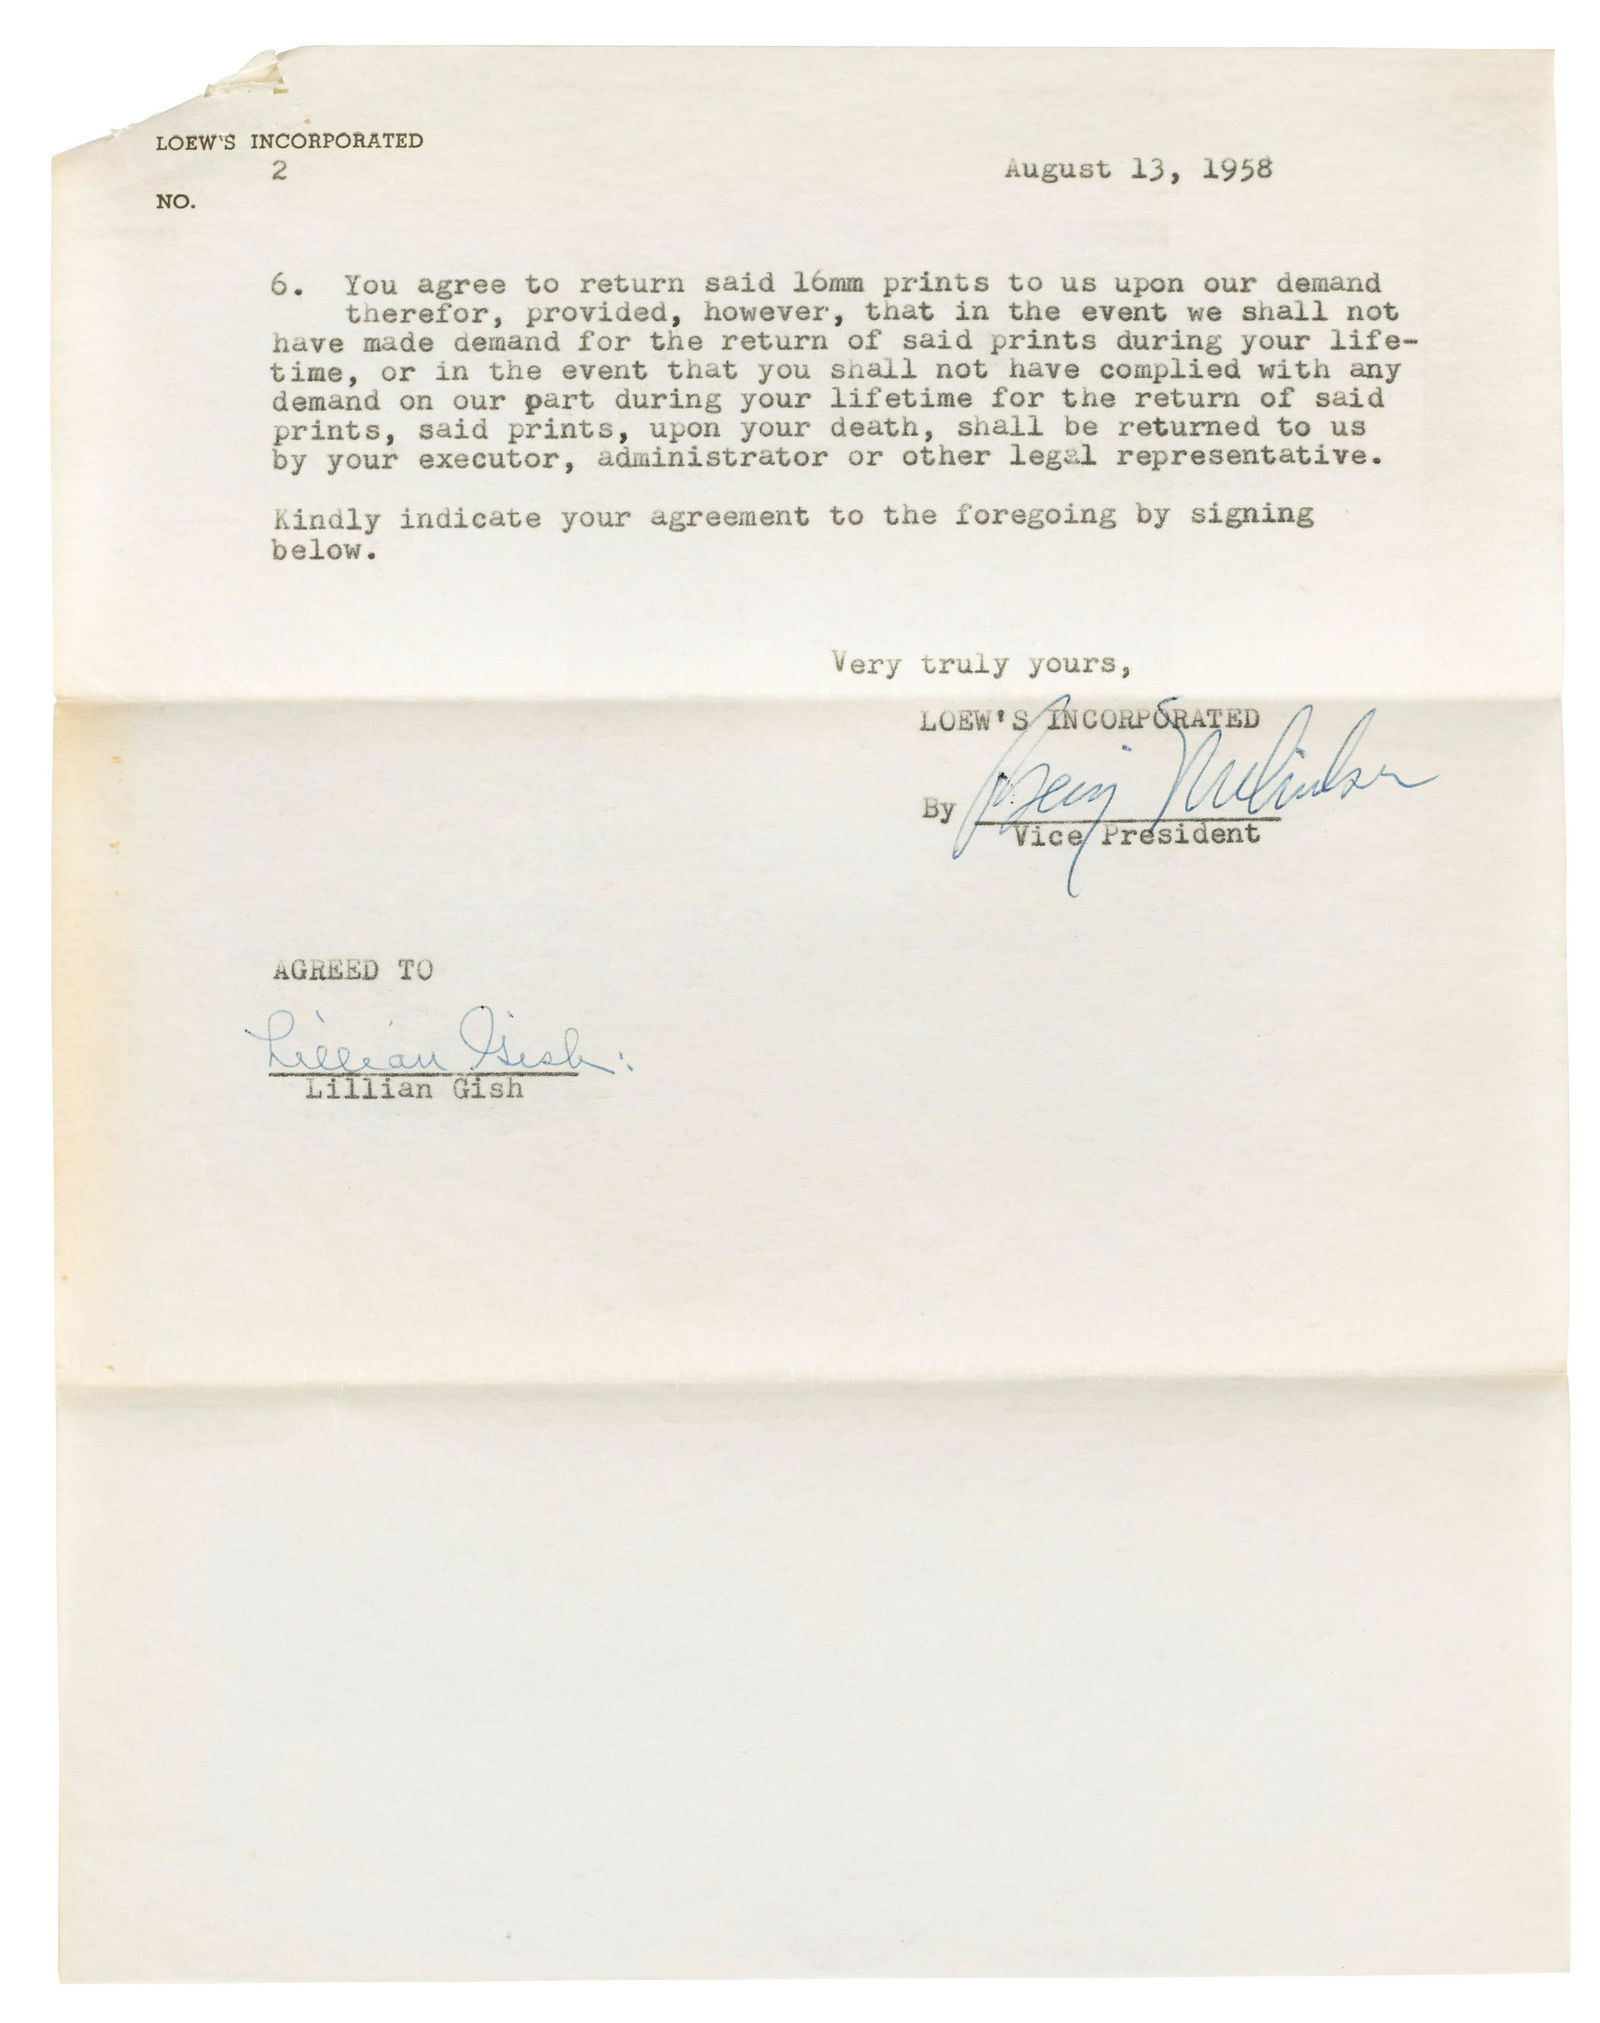 LOEW'S INCORPORATED
2
August 13, 1958
NO.
6. You agree to return said 16mm prints to us upon our demand
therefor, provided, however, that in the event we shall not
have made demand for the return of said prints during your life-
time, or in the event that you shall not have complied with any
demand on our part during your lifetime for the return of said
prints, said prints, upon your death, shall be returned to us
by your executor, administrator or other legal representative.
Kindly indicate your agreement to the foregoing by signing
below.
Very truly yours,
LOEW'S INCORPORATED
By
Vice President
AGREED TO
Lillian Gish
Lillian Gish